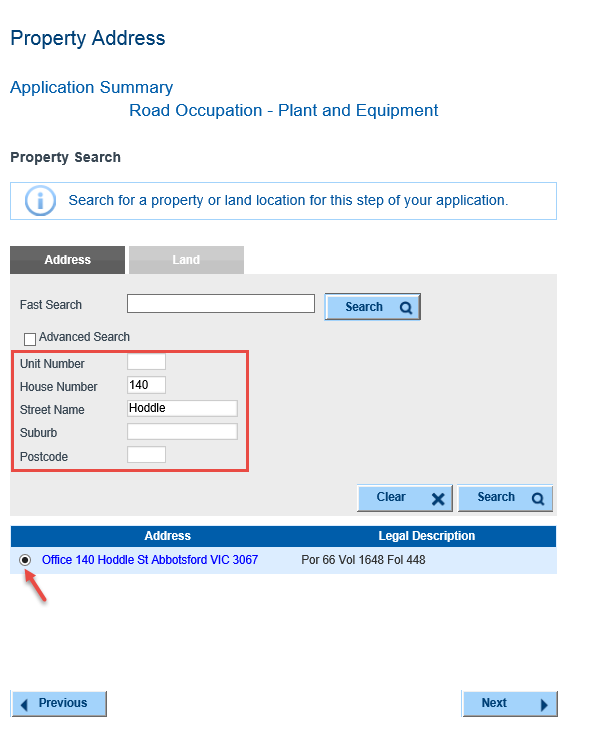 Property Address
Application Summary
Road Occupation - Plant and Equipment
Property Search
Search for a property or land location for this step of your application.
Address Land
Fast Search Search
Advanced Search
Unit Number
House Number 140
Street Name Hoddle
Suburb
Postcode
Clear Search
Address Legal Description
Office 140 Hoddle St Abbotsford VIC 3067 Por 66 Vol 1648 Fol 448
Previous Next